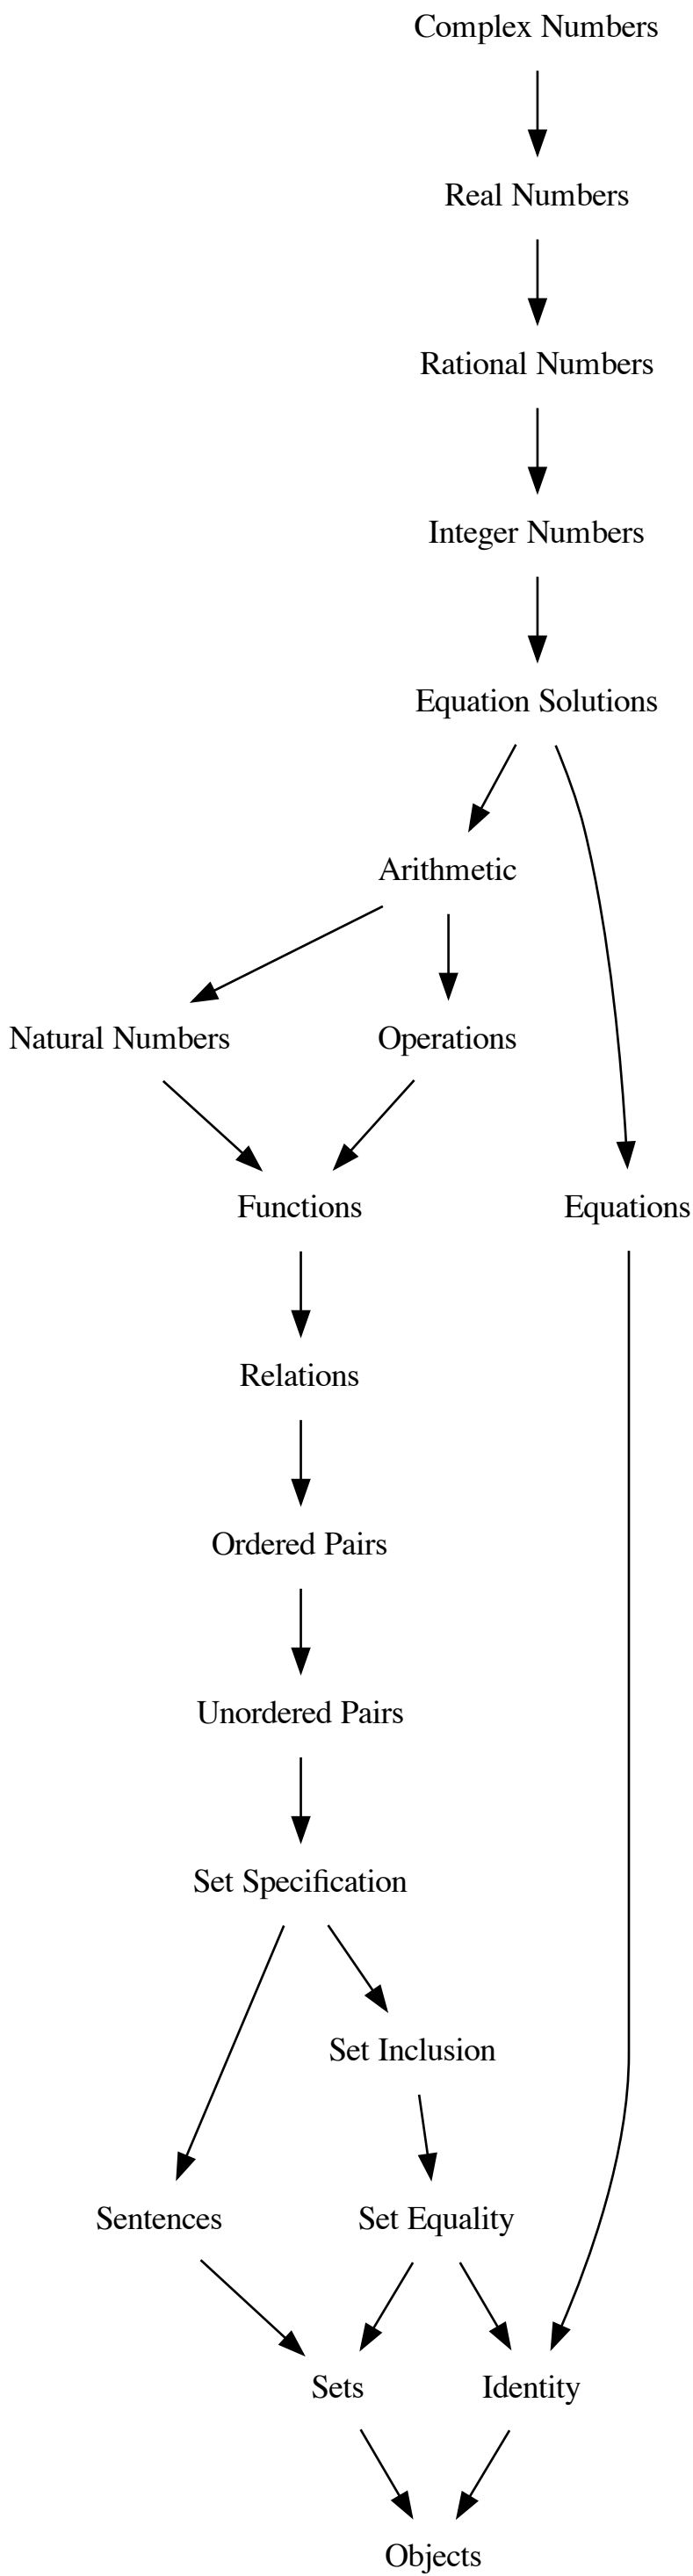 Complex Numbers
Real Numbers
Rational Numbers
Integer Numbers
Equation Solutions
Arithmetic
Natural Numbers
Operations
Functions
Equations
Relations
Ordered Pairs
Unordered Pairs
Set Specification
Set Inclusion
Sentences
Set Equality
Sets
Identity
Objects